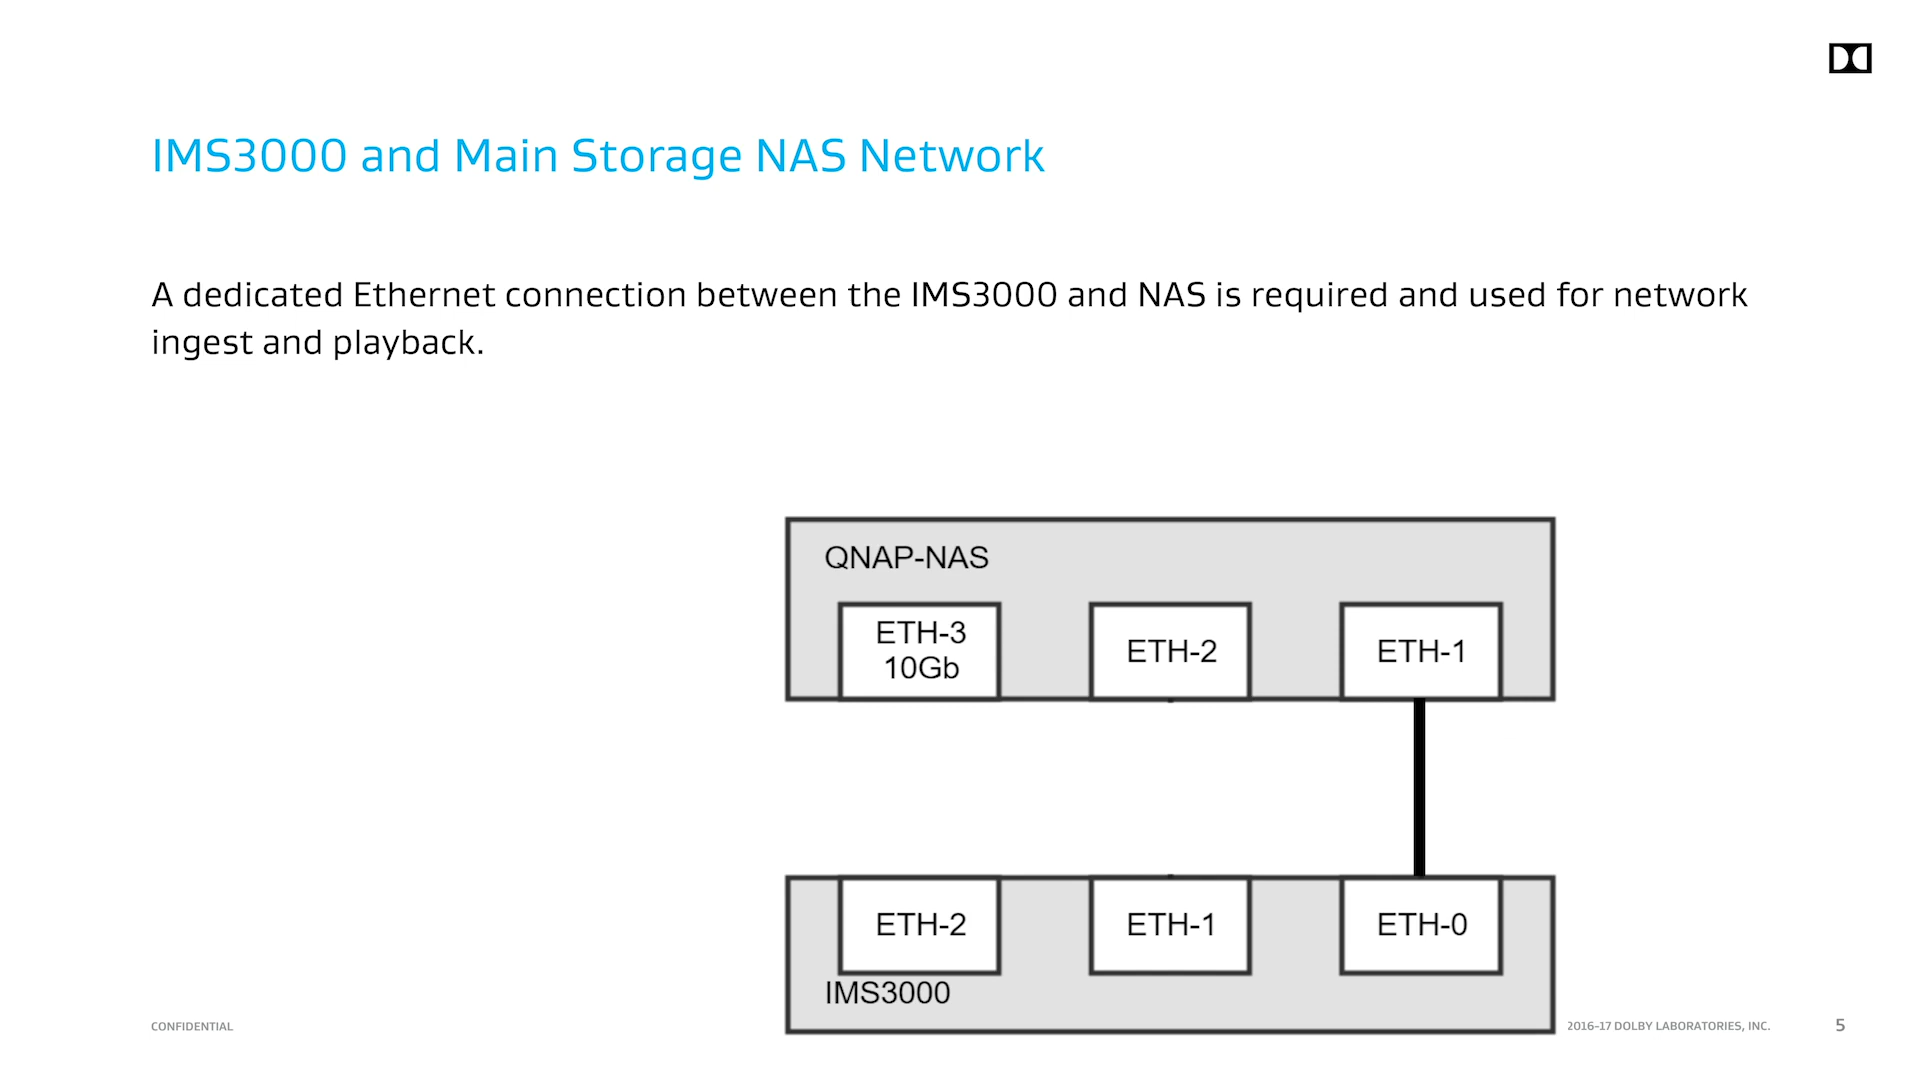 IMS3000 and Main Storage NAS Network
A dedicated Ethernet connection between the IMS3000 and NAS is required and used for network
ingest and playback.
QNAP-NAS
ETH-3
10Gb
ETH-2
ETH-1
ETH-2
ETH-1
ETH-0
IMS3000
CONFIDENTIAL
2016-17 DOLBY LABORATORIES, INC.
5